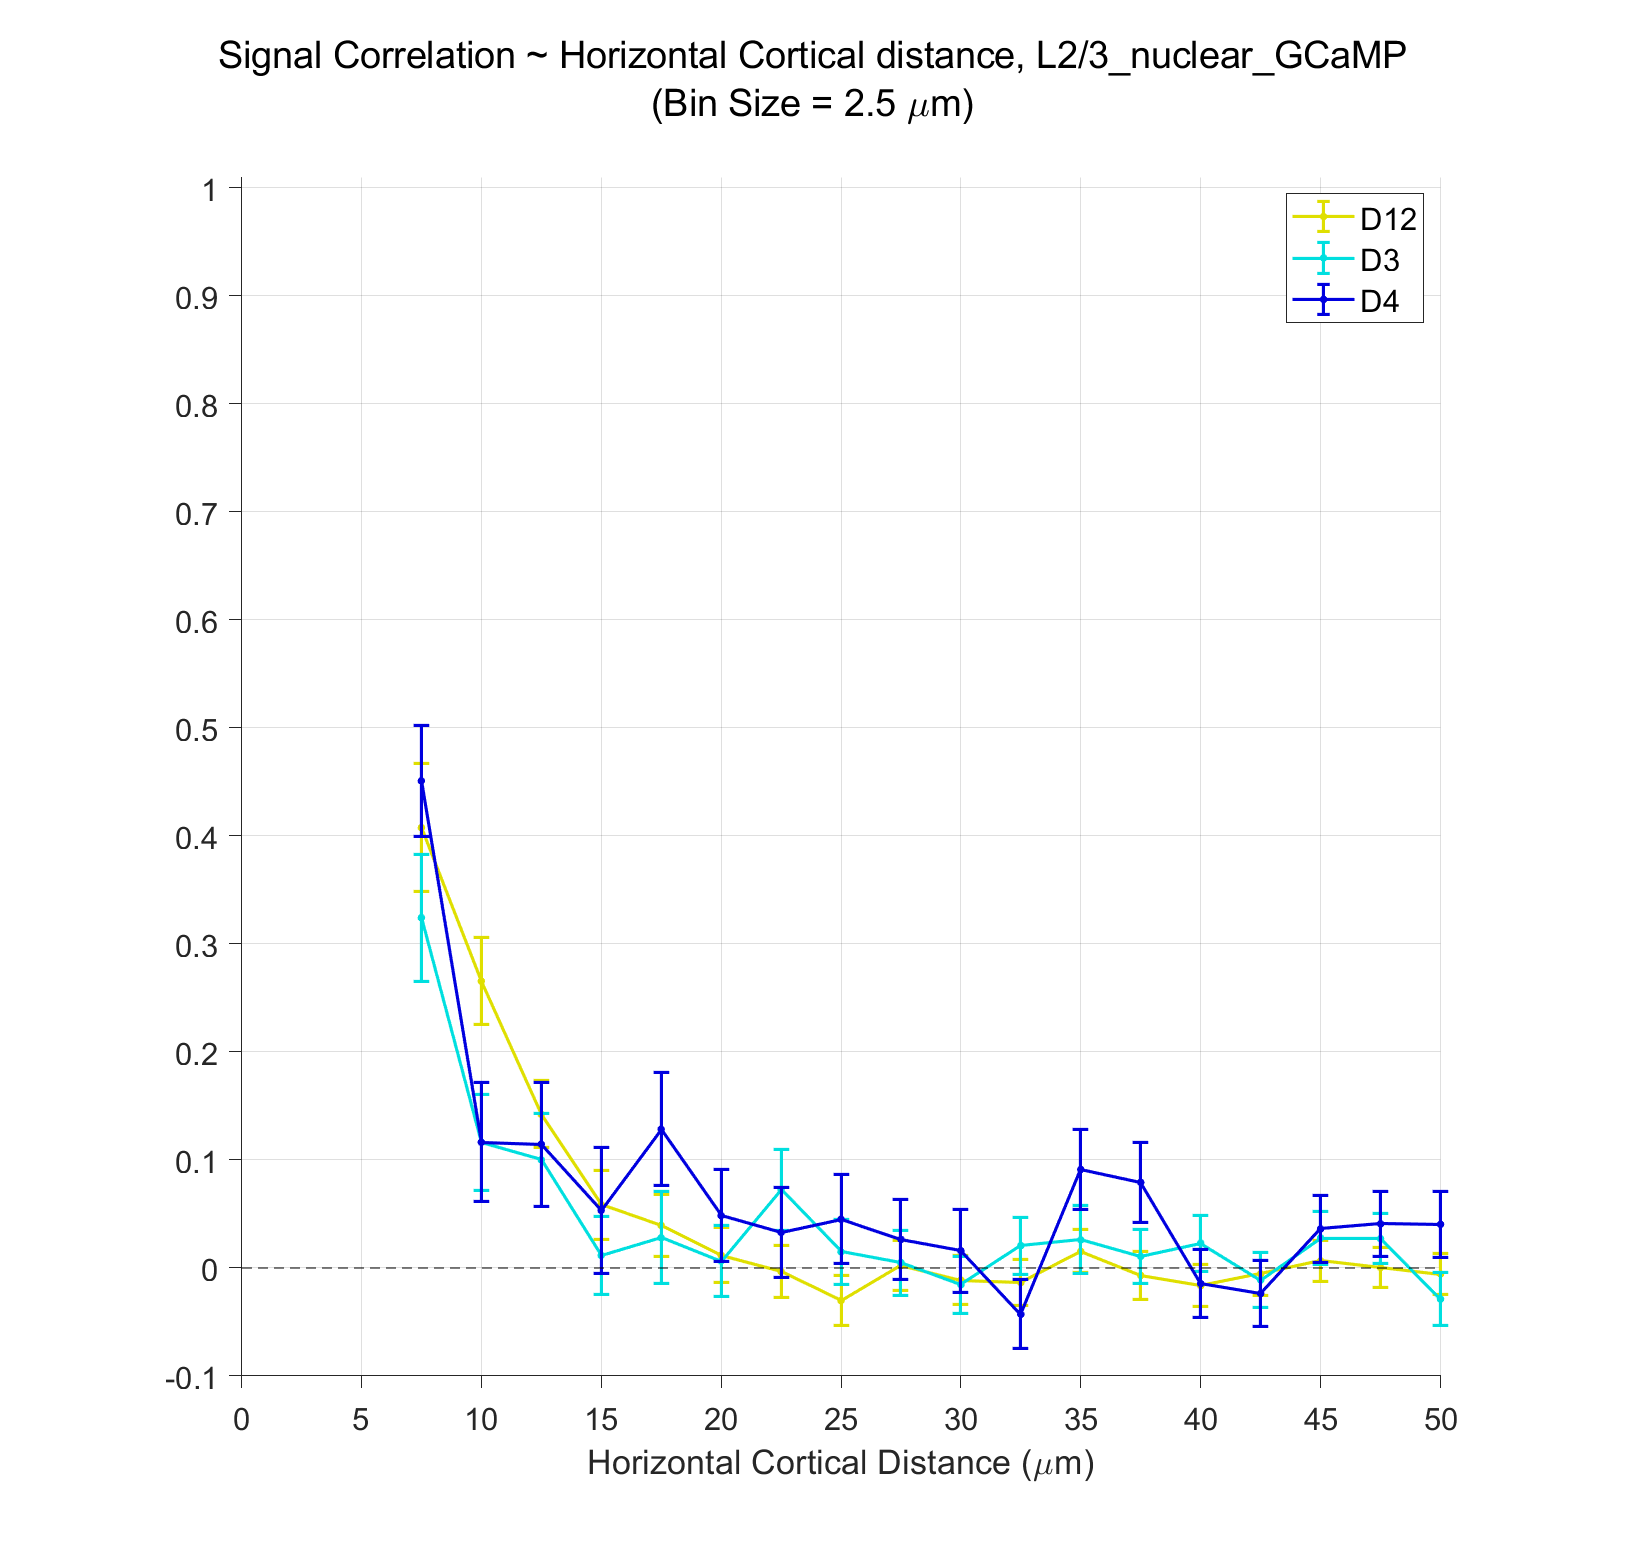 Signal Correlation ~ Horizontal Cortical distance, L2/3_nuclear_GCaMP
(Bin Size = 2.5 μm)
D12
D3
D4
1
0.9
0.8
0.7
0.6
0.5
0.4
0.3
0.2
0.1
0
-0.1
0 5 10 15 20 25 30 35 40 45 50
Horizontal Cortical Distance (μm)